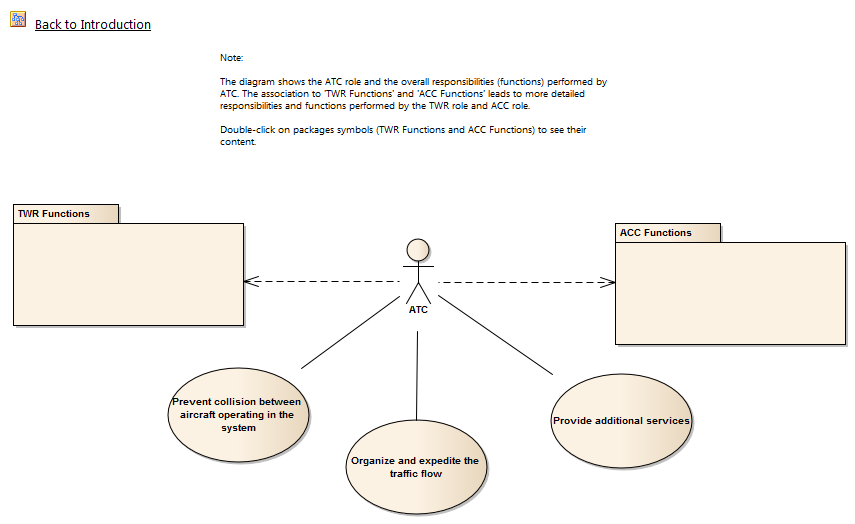 Back to Introduction
Note:
The diagram shows the ATC role and the overall responsibilities (functions) performed by
ATC. The association to 'TWR Functions' and 'ACC Functions' leads to more detailed
responsibilities and functions performed by the TWR role and ACC role.
Double-click on packages symbols (TWR Functions and ACC Functions) to see their
content.
TWR Functions
ACC Functions
ATC
Prevent collision between
aircraft operating in the
system
Organize and expedite the
traffic flow
Provide additional services